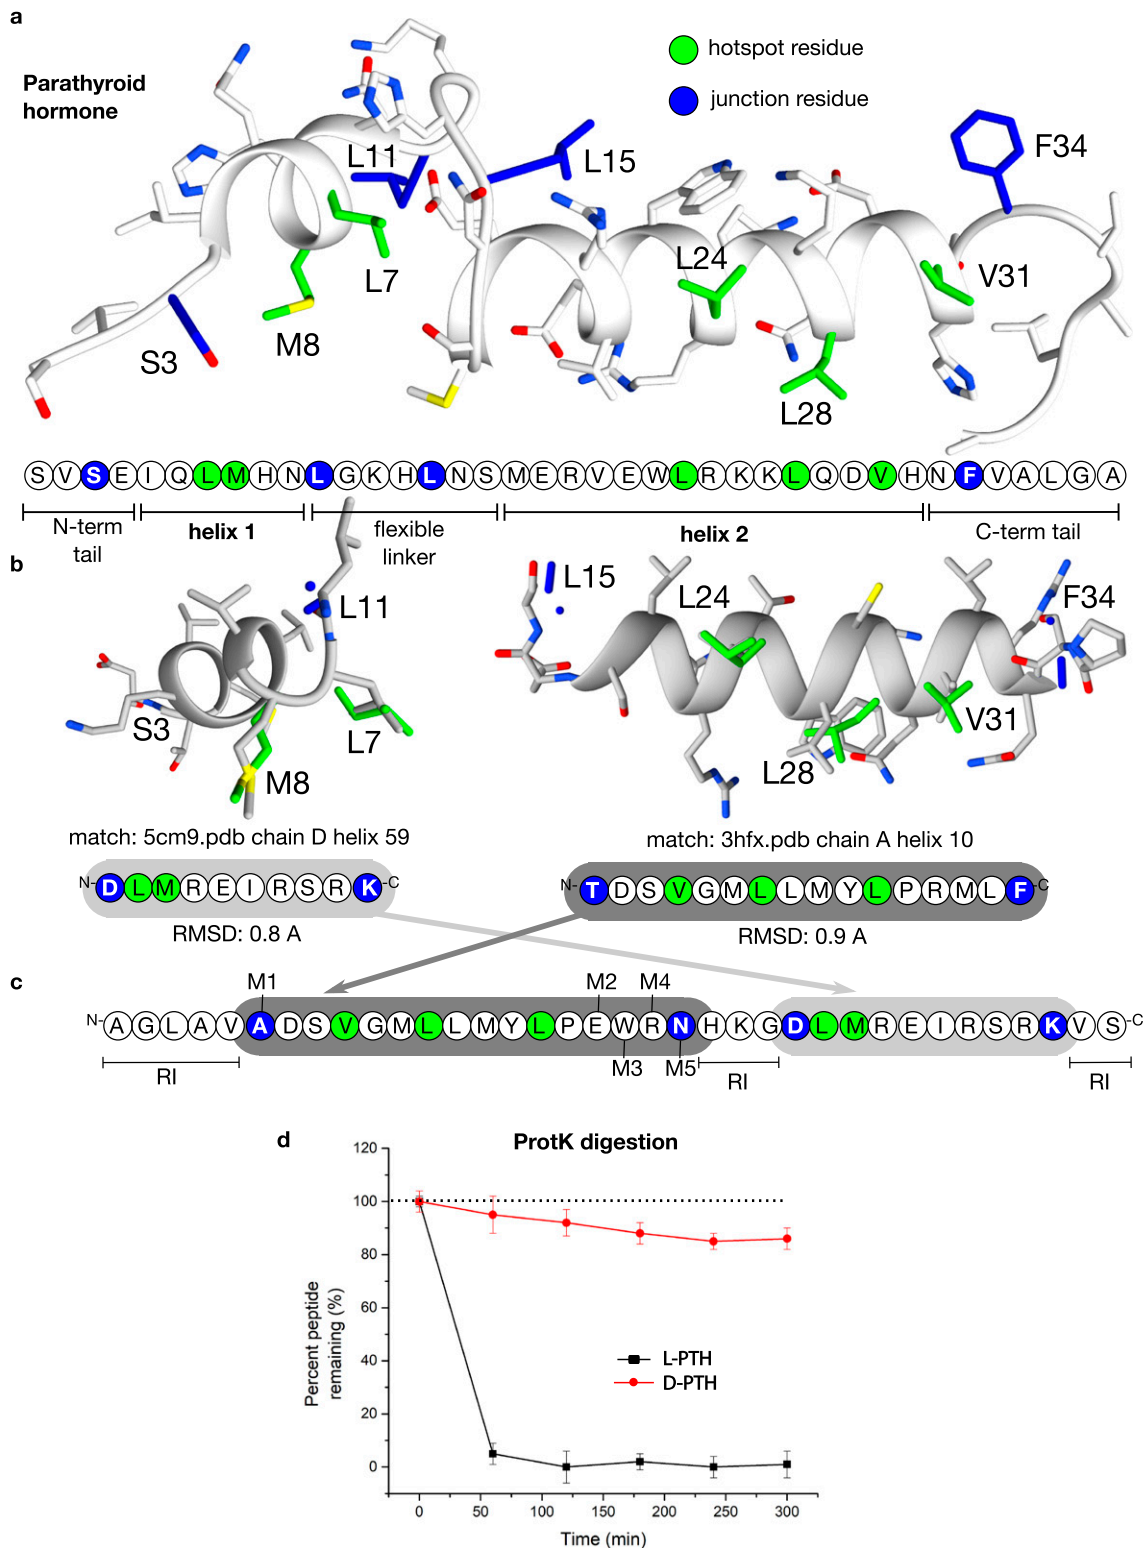 a
Parathyroid
hormone
hotspot residue
junction residue
L11
L15
F34
L7
L24
V31
M8
S3
L28
SVSEIQLMHNLGKHLNSMERVEWLRKKLQDVHNFVALGA
N-term
tail
helix 1
flexible
linker
helix 2
C-term tail
b
L15
L24
F34
L11
S3
L7
V31
M8
L28
match: 5cm9.pdb chain D helix 59
match: 3hfx.pdb chain A helix 10
N-DLMREIRSRK-C
N-TDSVGMLLMYLPRMLF-C
RMSD: 0.8 A
RMSD: 0.9 A
c
M1
M2
M4
N-AGLAVADSVGMLLMYLPEWRNHKGDLMREIRSRKVS-C
RI
M3
M5
RI
RI
d
ProtK digestion
120
100
80
60
40
20
0
Percent peptide
remaining (%)
L-PTH
D-PTH
0 50 100 150 200 250 300
Time (min)